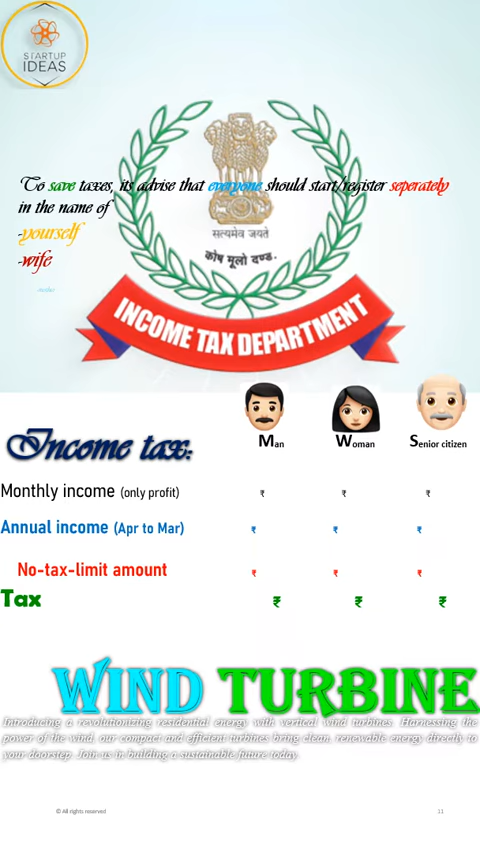 STARTUP
IDEAS
To save taxes, its advise that everyone should start/register seperately
in the name of
-yourself
-wife
सत्यमेव जयते
कोष मूलो दण्डः
INCOME TAX DEPARTMENT
Income tax:
Man Woman Senior citizen
Monthly income (only profit) ₹ ₹ ₹
Annual income (Apr to Mar) ₹ ₹ ₹
No-tax-limit amount ₹ ₹ ₹
Tax ₹ ₹ ₹
WIND TURBINE
Introducing a revolutionizing residential energy with vertical wind turbines. Harnessing the
power of the wind, our compact and efficient turbines bring clean, renewable energy directly to
your doorstep. Join us in building a sustainable future today.
© All rights reserved 11